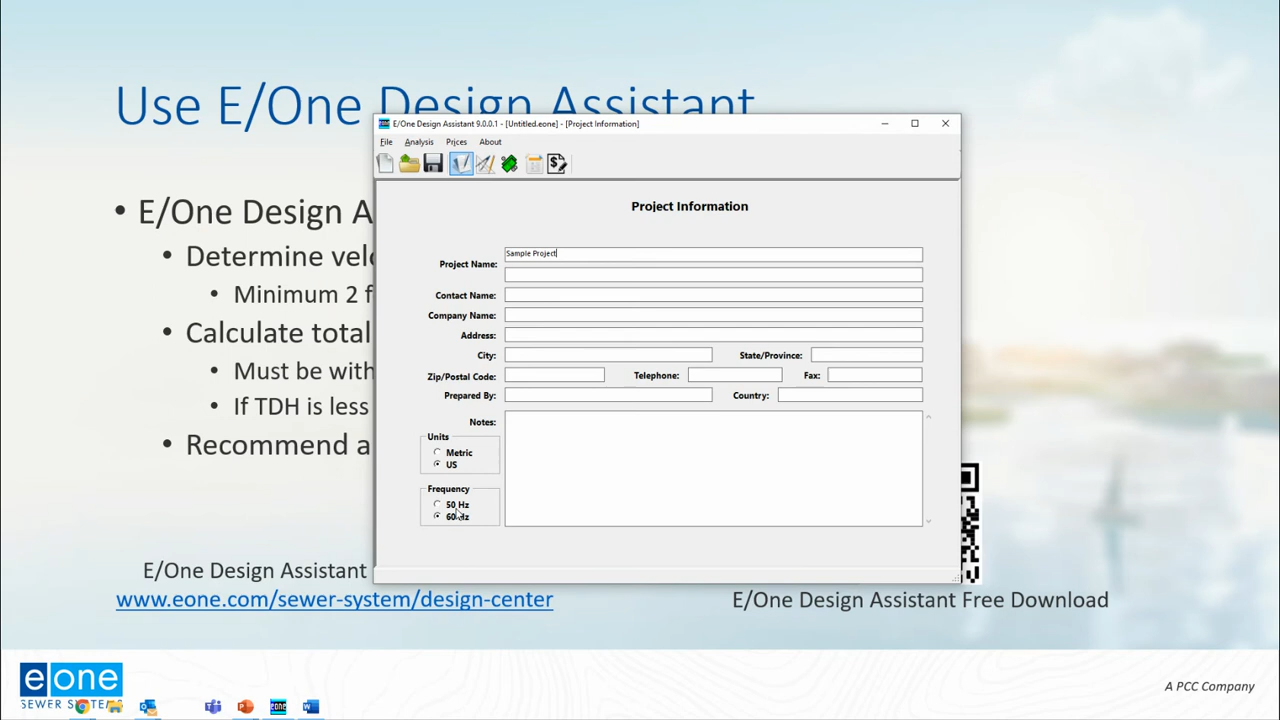 Use E/One Design Assistant
• E/One Design A
• Determine velo
• Minimum 2 f
• Calculate total
• Must be with
• If TDH is less
• Recommend a
E/One Design Assistant 9.0.0.1 - [Untitled.eone] - [Project Information]
File Analysis Prices About
Project Information
Project Name:
Sample Project
Contact Name:
Company Name:
Address:
City:
State/Province:
Zip/Postal Code:
Telephone:
Fax:
Prepared By:
Country:
Notes:
Units
Metric
US
Frequency
50 Hz
60 Hz
E/One Design Assistant
www.eone.com/sewer-system/design-center
E/One Design Assistant Free Download
eone
SEWER SYSTEMS
A PCC Company